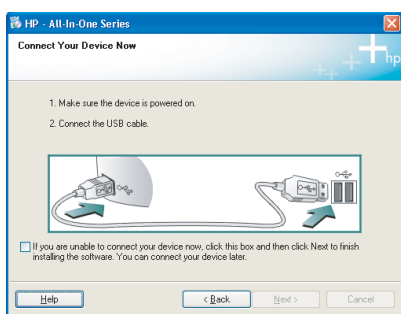 HP - All-In-One Series
Connect Your Device Now
hp
1. Make sure the device is powered on.
2. Connect the USB cable.
If you are unable to connect your device now, click this box and then click Next to finish
installing the software. You can connect your device later.
Help
< Back
Next >
Cancel